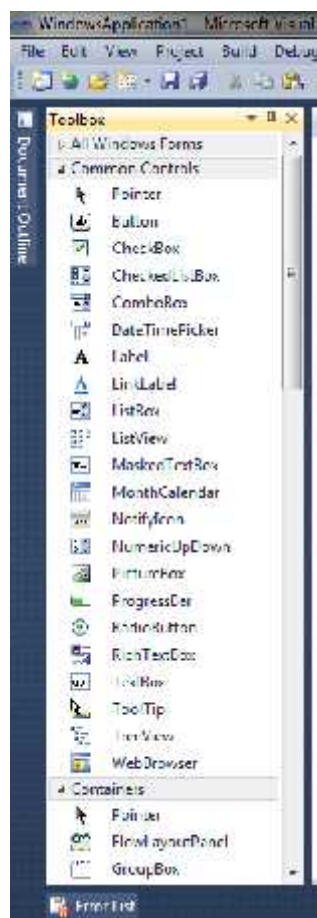 WindowsApplication1 - Microsoft Visual
File Edit View Project Build Debug
Document Outline
Toolbox
All Windows Forms
Common Controls
Pointer
Button
CheckBox
CheckedListBox
ComboBox
DateTimePicker
Label
LinkLabel
ListBox
ListView
MaskedTextBox
MonthCalendar
NotifyIcon
NumericUpDown
PictureBox
ProgressBar
RadioButton
RichTextBox
TextBox
ToolTip
TreeView
WebBrowser
Containers
Pointer
FlowLayoutPanel
GroupBox
Error List